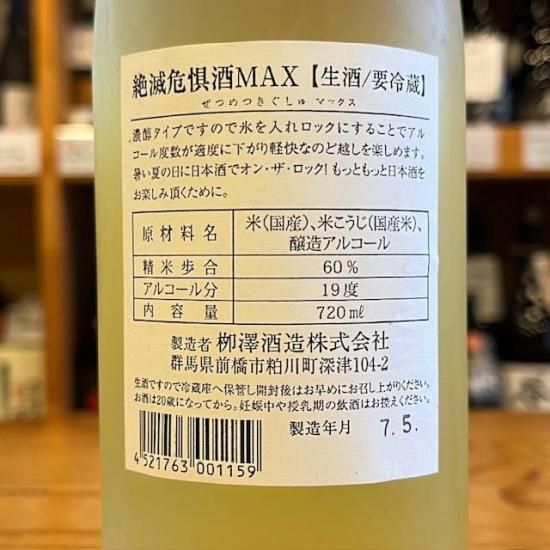 絶滅危惧酒MAX【生酒/要冷蔵】
ぜつめつきぐしゅ マックス
濃醇タイプですので氷を入れロックにすることでアル
コール度数が適度に下がり軽快なのど越しを楽しめます。
暑い夏の日に日本酒でオン・ザ・ロック!もっともっと日本酒を
お楽しみ頂くために。
原材料名 米(国産)、米こうじ(国産米)、
醸造アルコール
精米歩合 60%
アルコール分 19度
内容量 720mℓ
製造者 栁澤酒造株式会社
群馬県前橋市粕川町深津104-2
生酒ですので冷蔵庫へ保管し開封後はお早めにお召し上がりください。
お酒は20歳になってから。妊娠中や授乳期の飲酒はお控えください。
製造年月 7.5.
4521763 001159